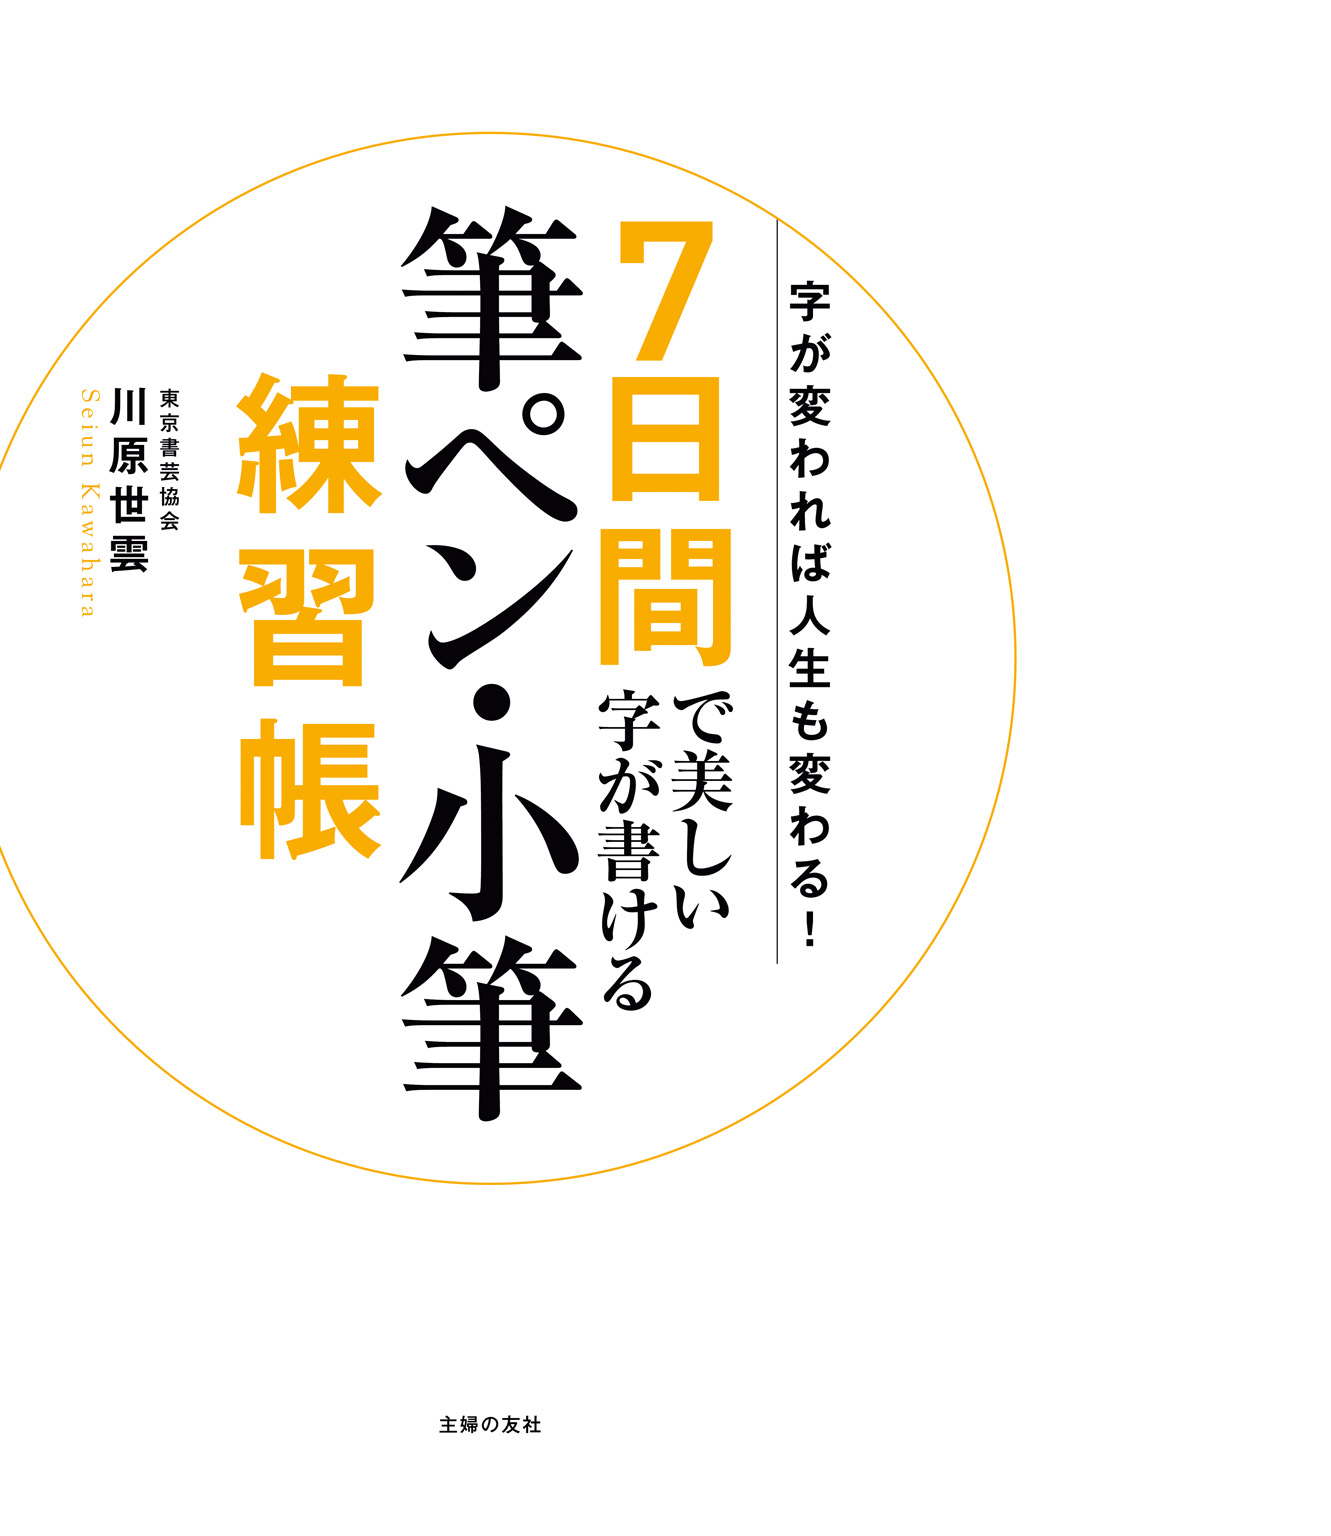 字が変われば人生も変わる！
7日間
で美しい
字が書ける
筆ペン・小筆
練習帳
東京書芸協会
川原世雲
Seiun Kawahara
主婦の友社